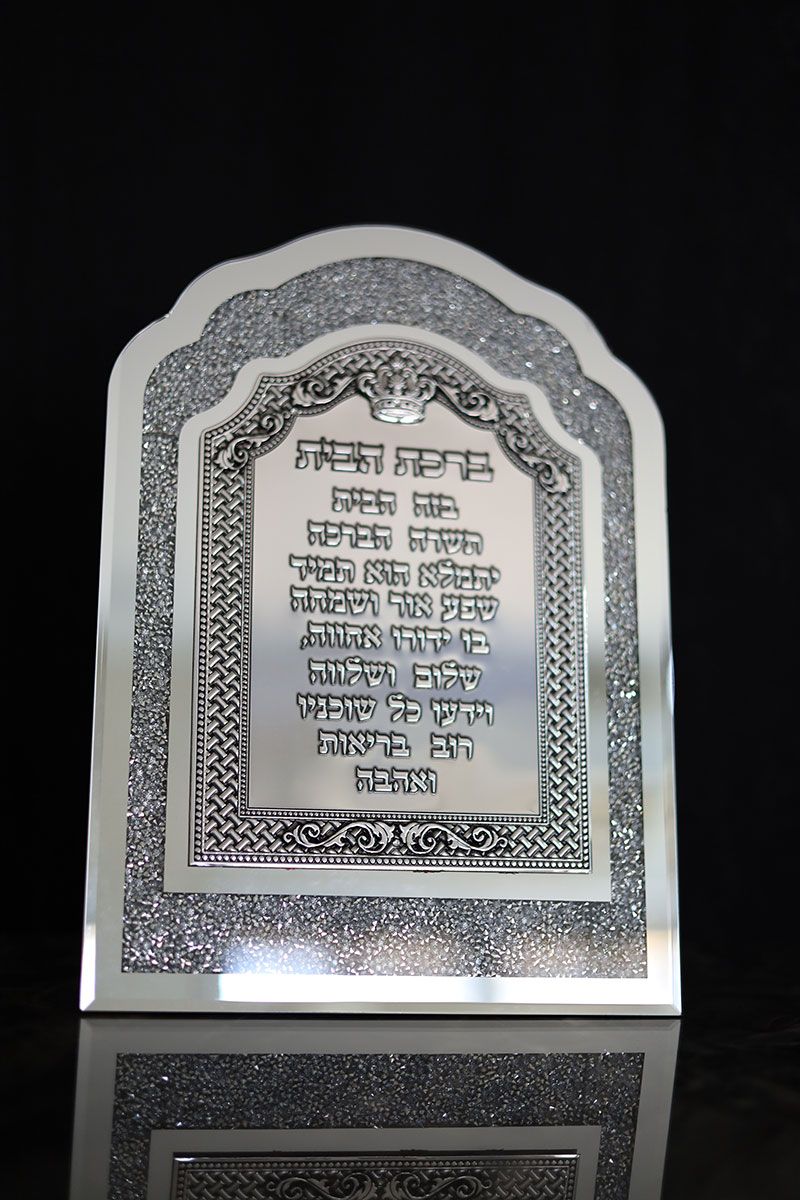 ברכת הבית
בזה הבית
תשרה הברכה
יתמלא הוא תמיד
שפע אור ושמחה
בו ידורו אחווה,
שלום ושלווה
וידעו כל שוכניו
רוב בריאות
ואהבה